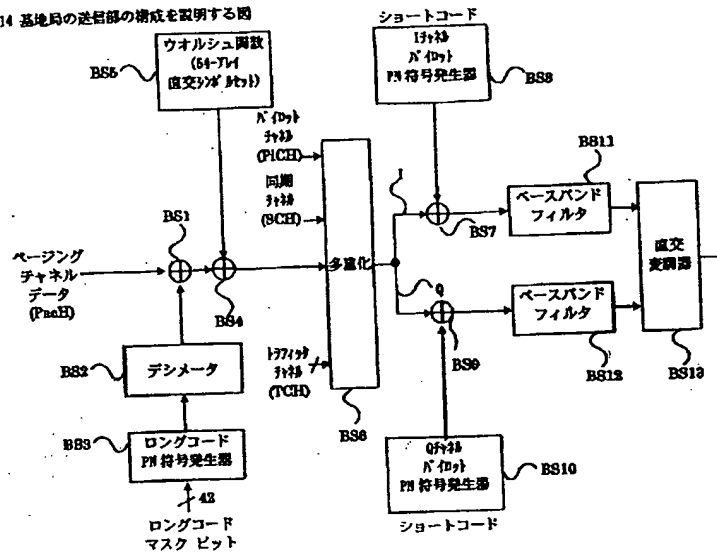 14 基地局の送信部の構成を説明する図
ウオルシュ関数
(64-アレイ
直交シンボルセット)
BS5
ショートコード
Iチャネル
パイロット
PN 符号発生器
BS8
パイロット
チャネル
(PiCH)
同期
チャネル
(SCH)
BS1
ページング
チャネル
データ
(PacH)
BS4
多重化
I
Q
BS7
BS11
ベースバンド
フィルタ
直交
変調器
BS9
ベースバンド
フィルタ
BS12
BS13
BS2
デシメータ
トラフィック
チャネル
(TCH)
BS6
BS3
ロングコード
PN 符号発生器
42
ロングコード
マスク ビット
Qチャネル
パイロット
PN 符号発生器
BS10
ショートコード